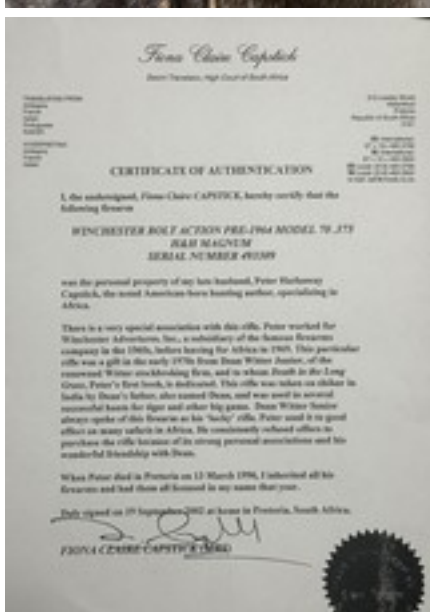 Fiona Claire Capstick
Sworn Translator, High Court of South Africa
CERTIFICATE OF AUTHENTICATION
I, the undersigned, Fiona Claire CAPSTICK, hereby certify that the
following firearm
WINCHESTER BOLT ACTION PRE-1964 MODEL 70 .375
H&H MAGNUM
SERIAL NUMBER
was the personal property of my late husband, Peter Hathaway
Capstick, the noted American-born hunting author, specializing in
Africa.
There is a very special association with this rifle. Peter worked for
Winchester Adventures, Inc., a subsidiary of the famous firearms
company in the 1960s, before leaving for Africa in 1969. This particular
rifle was a gift in the early 1970s from Dean Witter Junior, of the
renowned Witter stockbroking firm, and to whom Death in the Long
Grass, Peter's first book, is dedicated. This rifle was taken on shikar in
India by Dean's father, also named Dean, and was used in several
successful hunts for tiger and other big game. Dean Witter Senior
always spoke of this firearm as his 'lucky' rifle. Peter used it to good
effect on many safaris in Africa. He consistently refused offers to
purchase the rifle because of its strong personal associations and his
wonderful friendship with Dean.
When Peter died in Pretoria on 13 March 1996, I inherited all his
firearms and had them all licensed in my name that year.
Duly signed on 19 September 2002 at home in Pretoria, South Africa.
FIONA CLAIRE CAPSTICK (MRS)